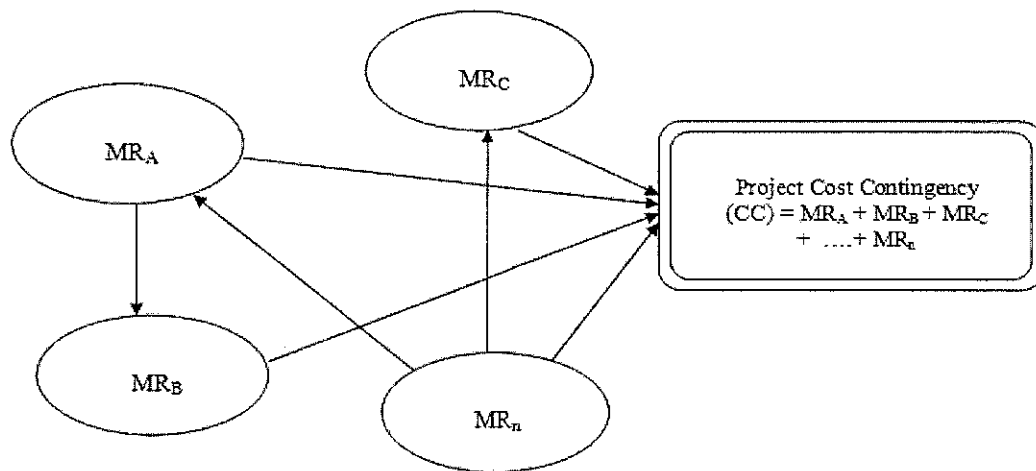 MR_C
MR_A
Project Cost Contingency
(CC) = MR_A + MR_B + MR_C
+ ….+ MR_n
MR_B
MR_n